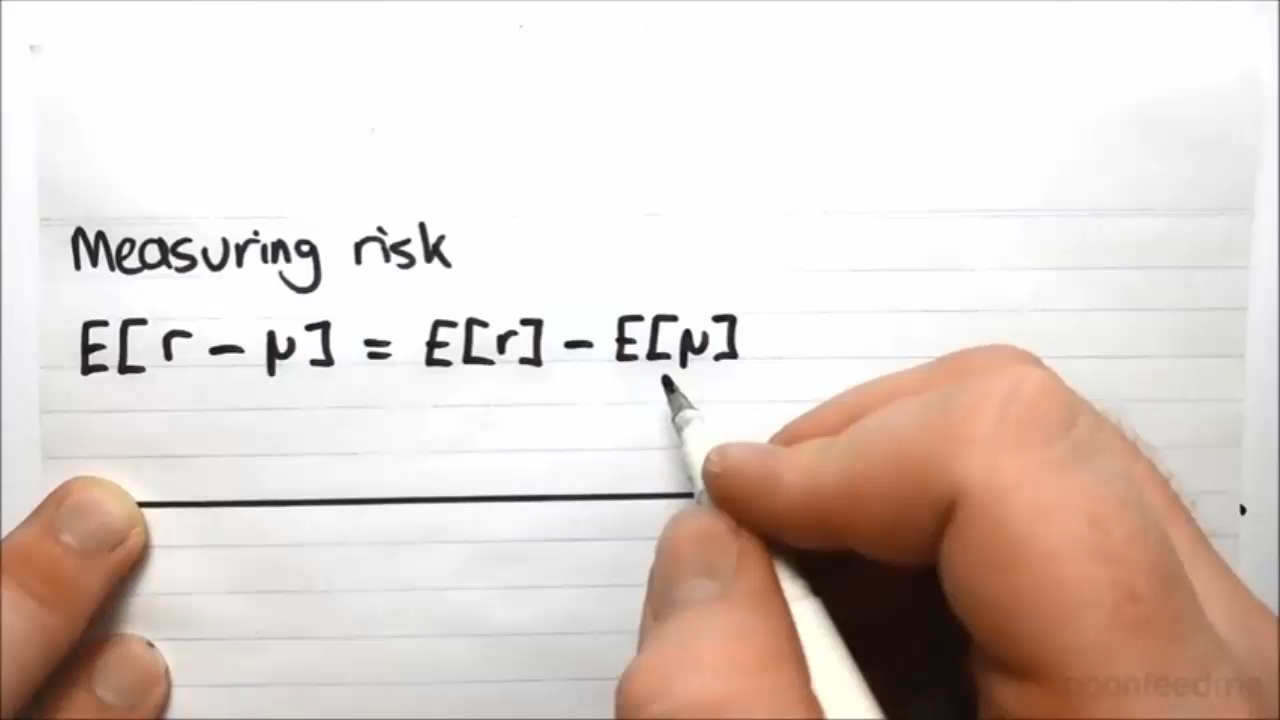 Measuring risk
E[r - μ] = E[r] - E[μ]